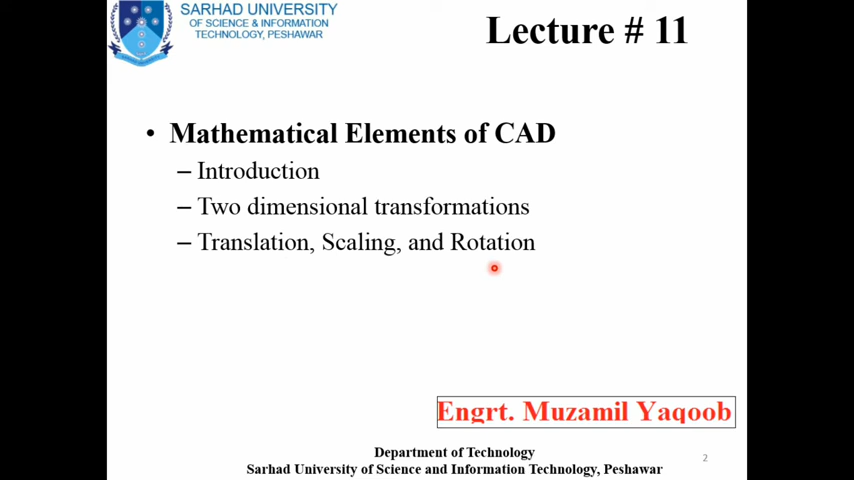 SARHAD UNIVERSITY
OF SCIENCE & INFORMATION
TECHNOLOGY, PESHAWAR
Lecture # 11
• Mathematical Elements of CAD
– Introduction
– Two dimensional transformations
– Translation, Scaling, and Rotation
Engrt. Muzamil Yaqoob
Department of Technology
Sarhad University of Science and Information Technology, Peshawar
2